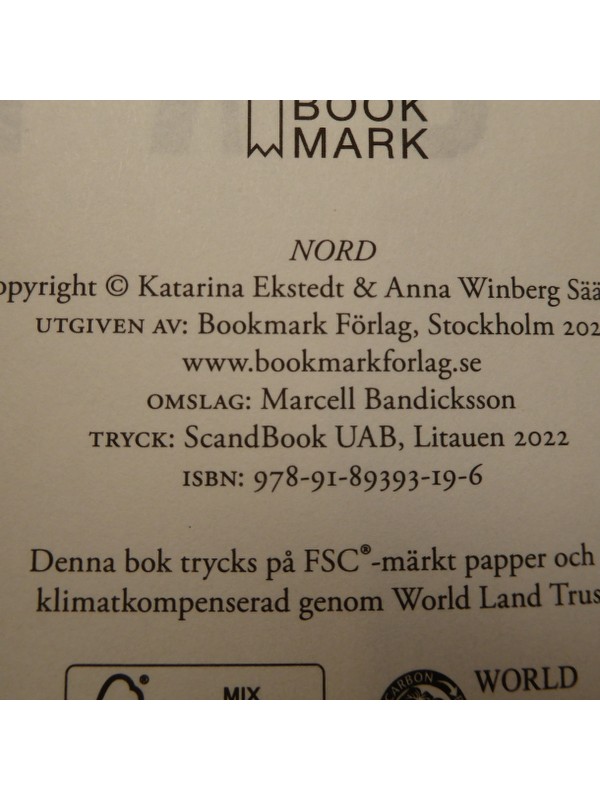 BOOK
MARK
NORD
opyright © Katarina Ekstedt & Anna Winberg Sää
UTGIVEN AV: Bookmark Förlag, Stockholm 202
www.bookmarkforlag.se
OMSLAG: Marcell Bandicksson
TRYCK: ScandBook UAB, Litauen 2022
ISBN: 978-91-89393-19-6
Denna bok trycks på FSC®-märkt papper och
klimatkompenserad genom World Land Trus
MIX
CARBON
WORLD